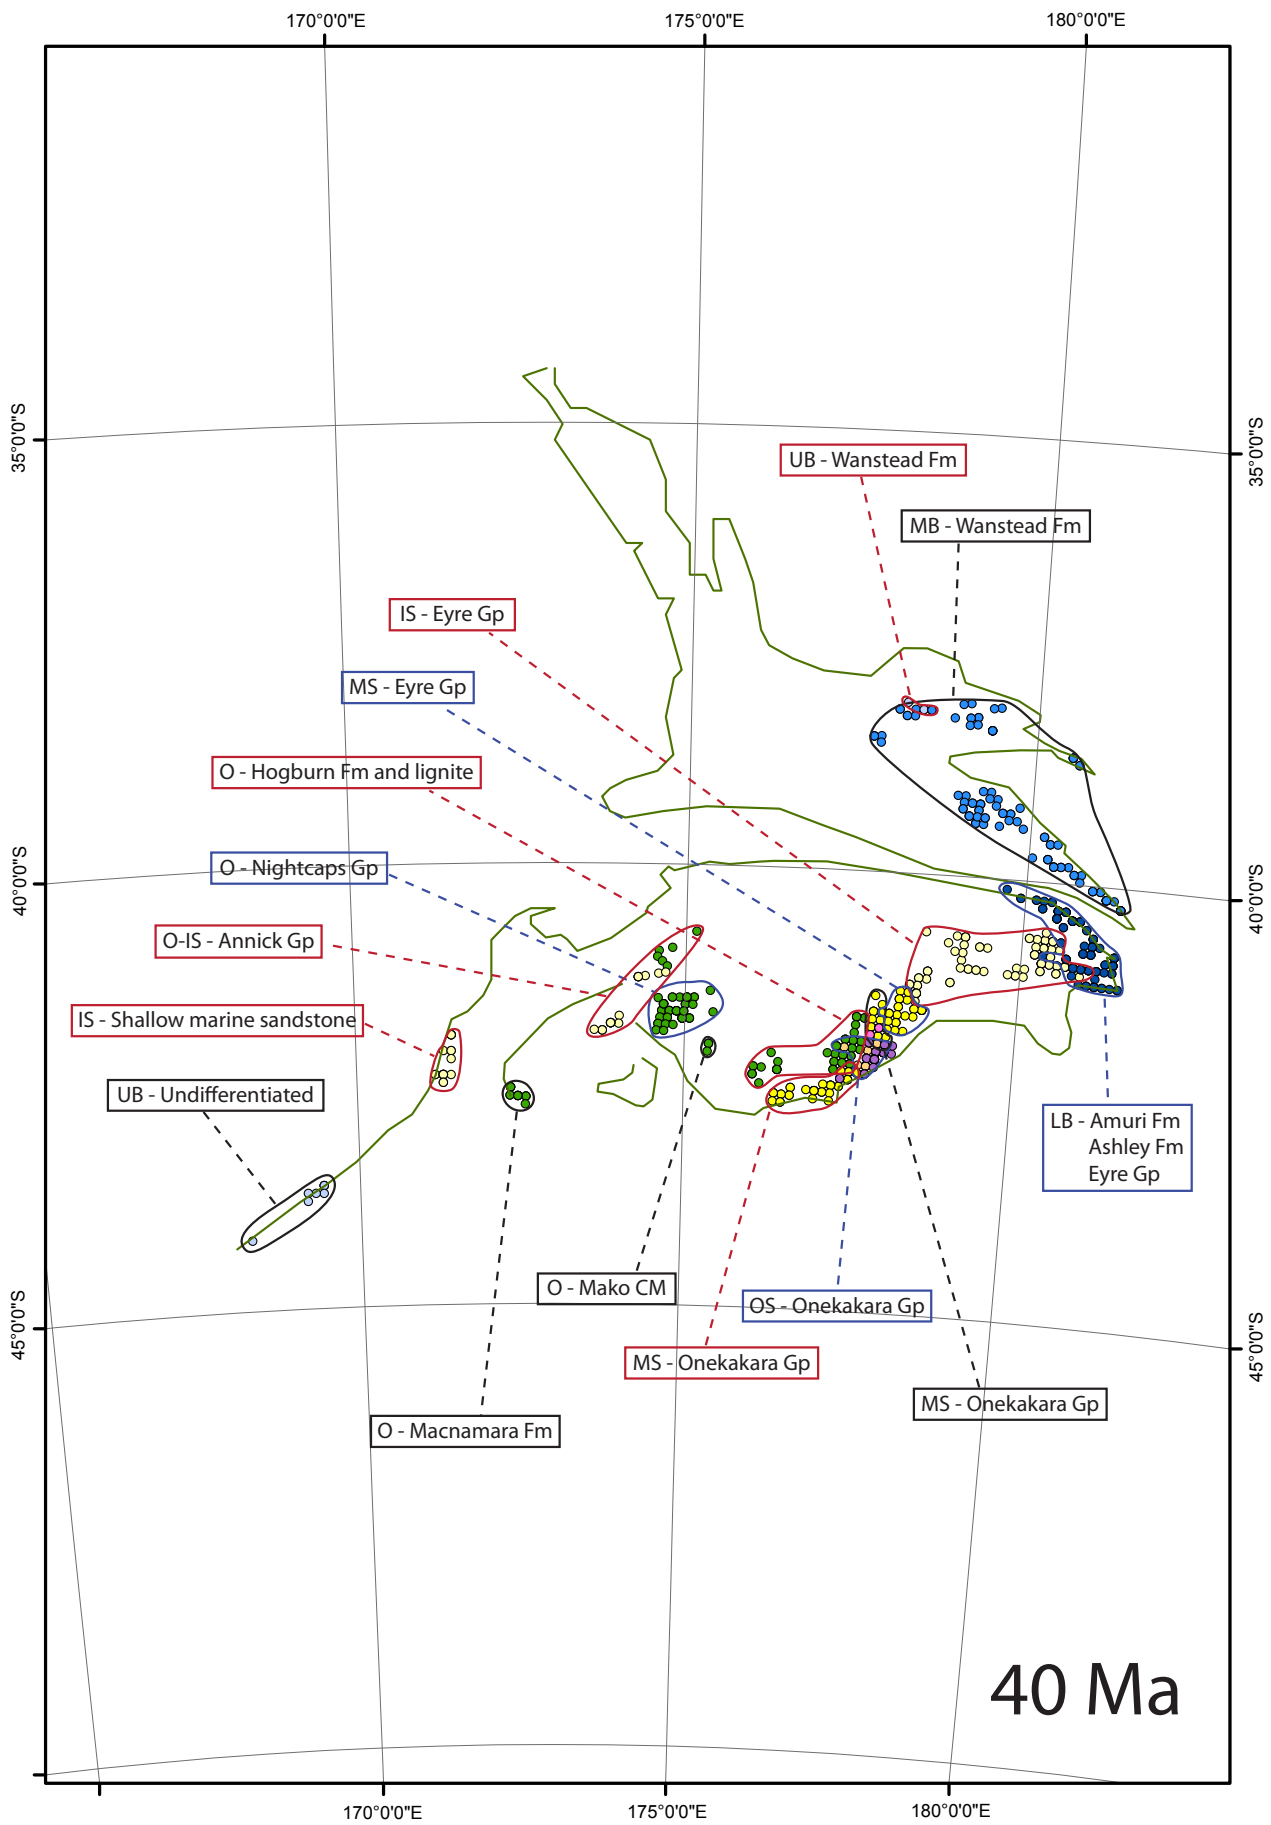 170°0'0"E
175°0'0"E
180°0'0"E
35°0'0"S
35°0'0"S
UB - Wanstead Fm
MB - Wanstead Fm
IS - Eyre Gp
MS - Eyre Gp
O - Hogburn Fm and lignite
O - Nightcaps Gp
40°0'0"S
40°0'0"S
O-IS - Annick Gp
IS - Shallow marine sandstone
UB - Undifferentiated
LB - Amuri Fm
Ashley Fm
Eyre Gp
O - Mako CM
OS - Onekakara Gp
45°0'0"S
45°0'0"S
MS - Onekakara Gp
MS - Onekakara Gp
O - Macnamara Fm
40 Ma
170°0'0"E
175°0'0"E
180°0'0"E